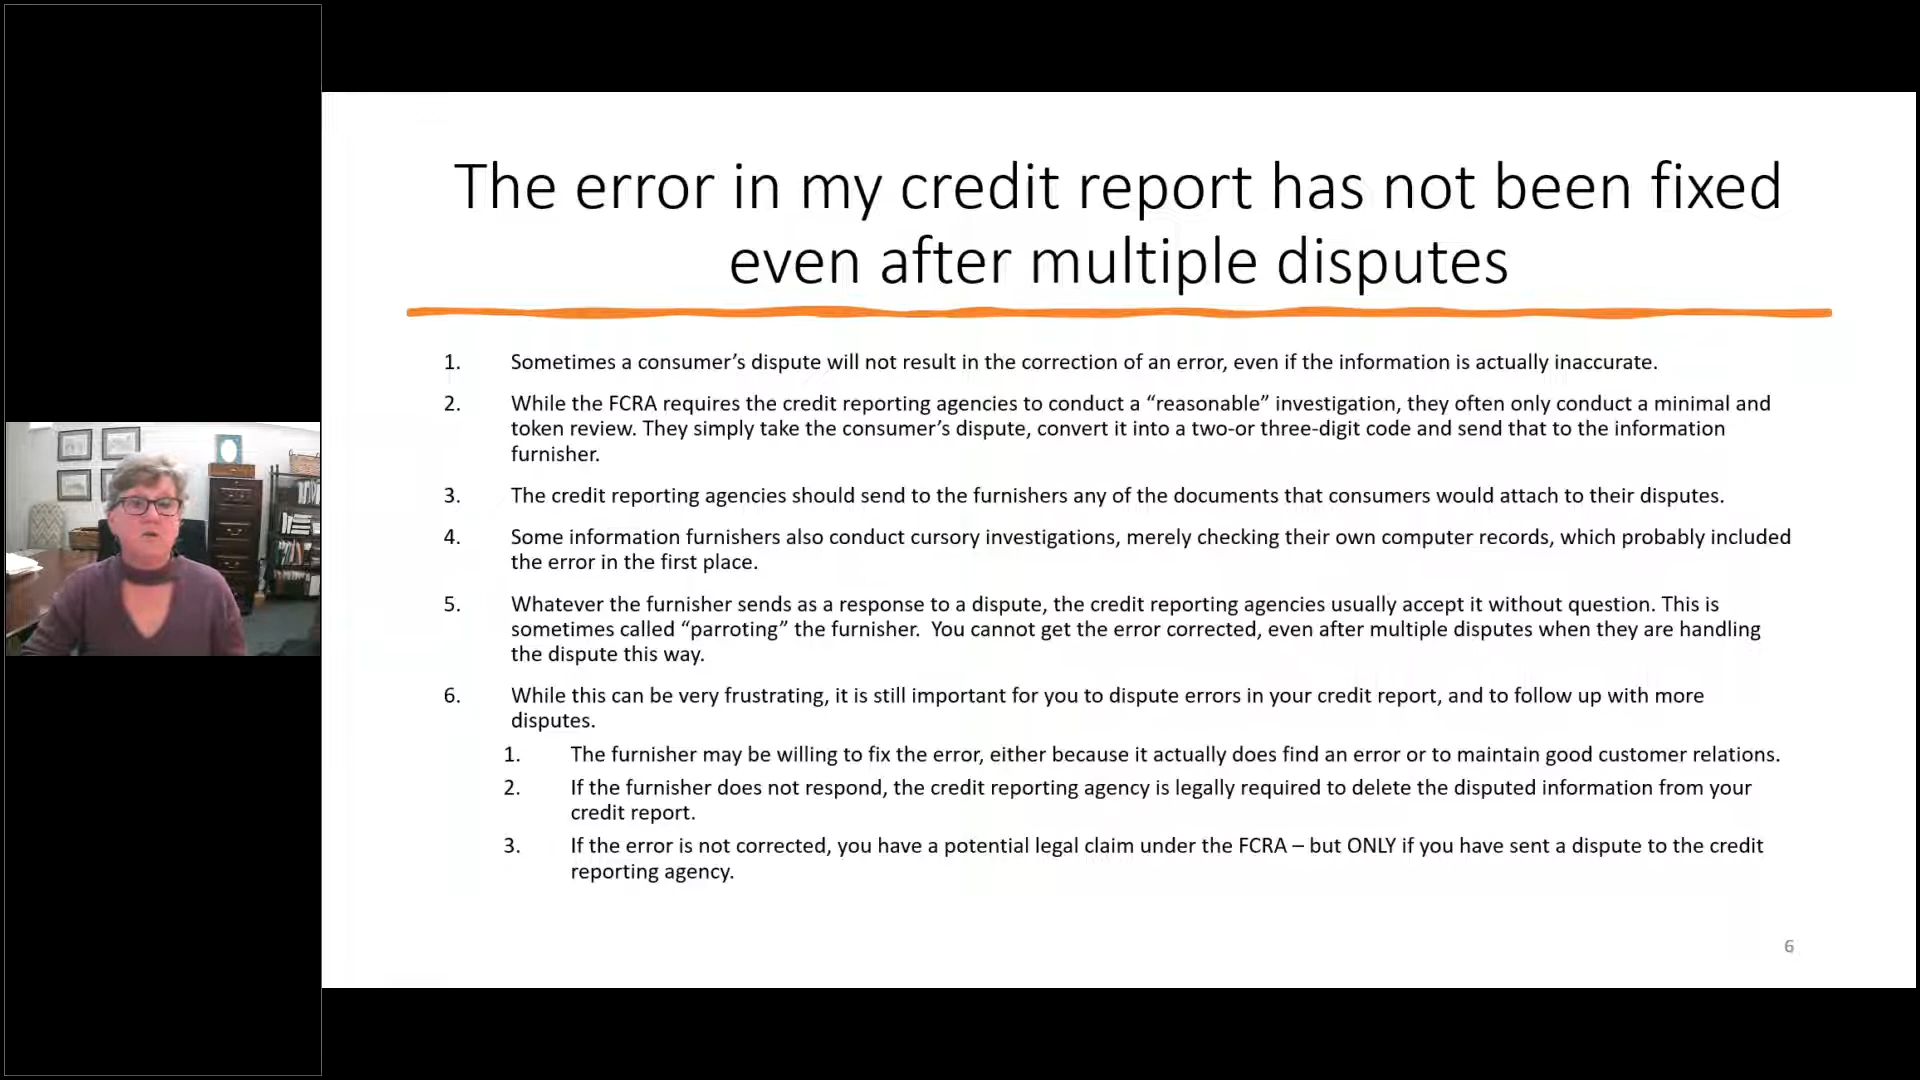 The error in my credit report has not been fixed
even after multiple disputes
1. Sometimes a consumer’s dispute will not result in the correction of an error, even if the information is actually inaccurate.
2. While the FCRA requires the credit reporting agencies to conduct a “reasonable” investigation, they often only conduct a minimal and
token review. They simply take the consumer’s dispute, convert it into a two-or three-digit code and send that to the information
furnisher.
3. The credit reporting agencies should send to the furnishers any of the documents that consumers would attach to their disputes.
4. Some information furnishers also conduct cursory investigations, merely checking their own computer records, which probably included
the error in the first place.
5. Whatever the furnisher sends as a response to a dispute, the credit reporting agencies usually accept it without question. This is
sometimes called “parroting” the furnisher.  You cannot get the error corrected, even after multiple disputes when they are handling
the dispute this way.
6. While this can be very frustrating, it is still important for you to dispute errors in your credit report, and to follow up with more
disputes.
1. The furnisher may be willing to fix the error, either because it actually does find an error or to maintain good customer relations.
2. If the furnisher does not respond, the credit reporting agency is legally required to delete the disputed information from your
credit report.
3. If the error is not corrected, you have a potential legal claim under the FCRA – but ONLY if you have sent a dispute to the credit
reporting agency.
6